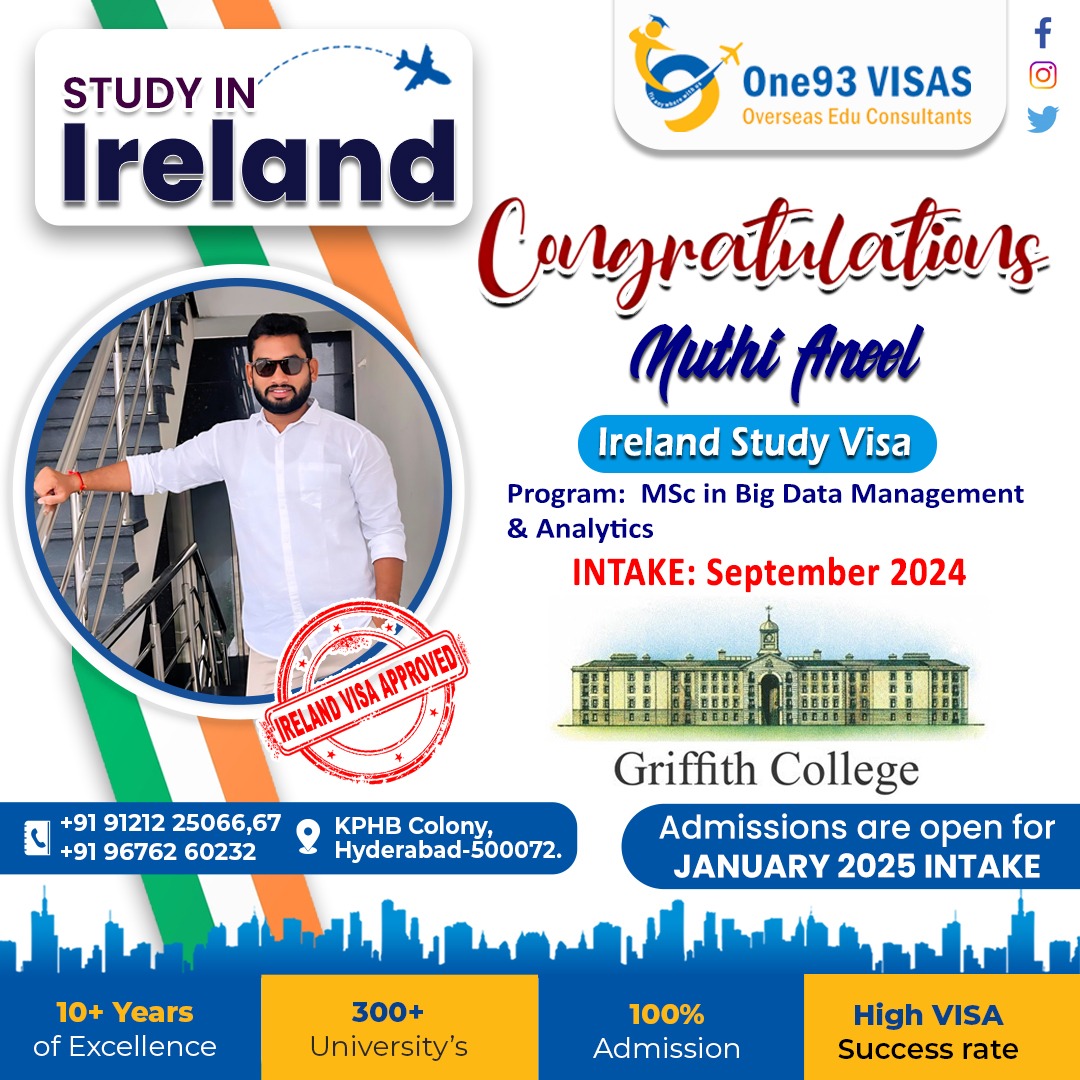 STUDY IN
Ireland
One93 VISAS
Overseas Edu Consultants
Congratulations
Muthi Aneel
Ireland Study Visa
Program: MSc in Big Data Management
& Analytics
INTAKE: September 2024
IRELAND VISA APPROVED
Griffith College
+91 91212 25066,67
+91 96762 60232
KPHB Colony,
Hyderabad-500072.
Admissions are open for
JANUARY 2025 INTAKE
10+ Years
of Excellence
300+
University's
100%
Admission
High VISA
Success rate